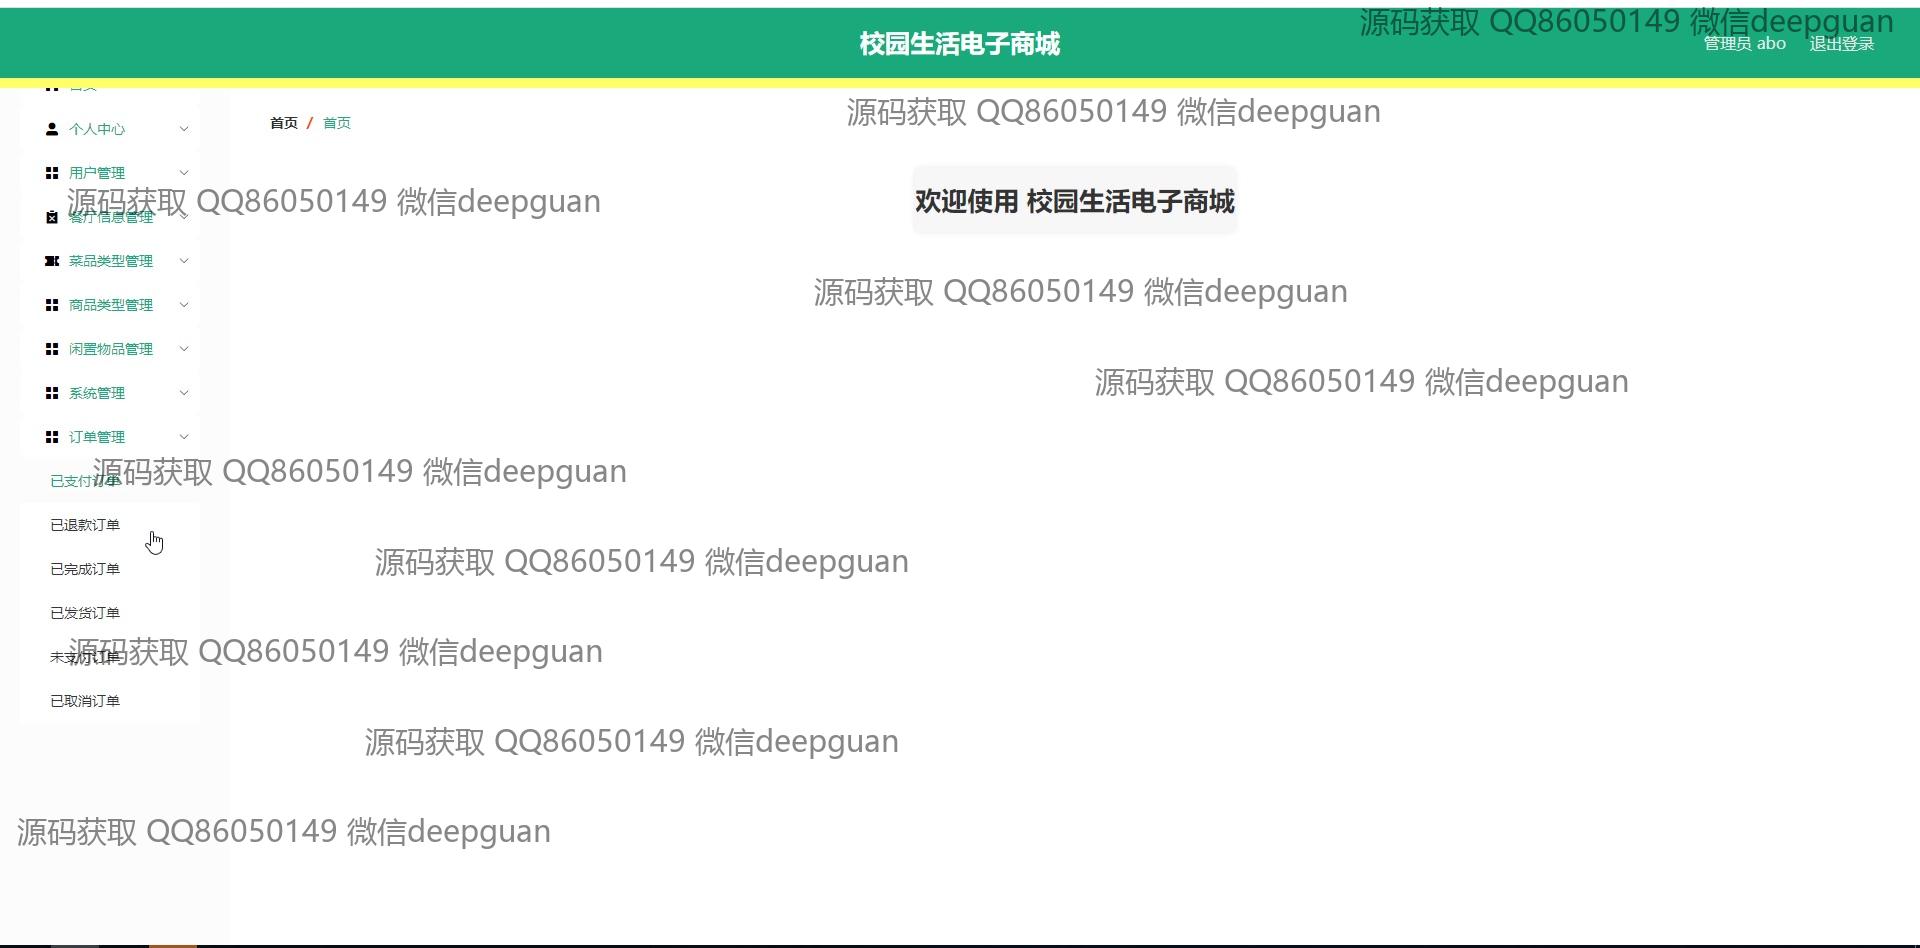 校园生活电子商城
源码获取 QQ86050149 微信deepguan
管理员 abo 退出登录
首页
首页 / 首页
源码获取 QQ86050149 微信deepguan
个人中心
用户管理
源码获取 QQ86050149 微信deepguan
欢迎使用 校园生活电子商城
餐厅信息管理
菜品类型管理
源码获取 QQ86050149 微信deepguan
商品类型管理
闲置物品管理
源码获取 QQ86050149 微信deepguan
系统管理
订单管理
源码获取 QQ86050149 微信deepguan
已支付订单
已退款订单
源码获取 QQ86050149 微信deepguan
已完成订单
已发货订单
源码获取 QQ86050149 微信deepguan
未支付订单
已取消订单
源码获取 QQ86050149 微信deepguan
源码获取 QQ86050149 微信deepguan